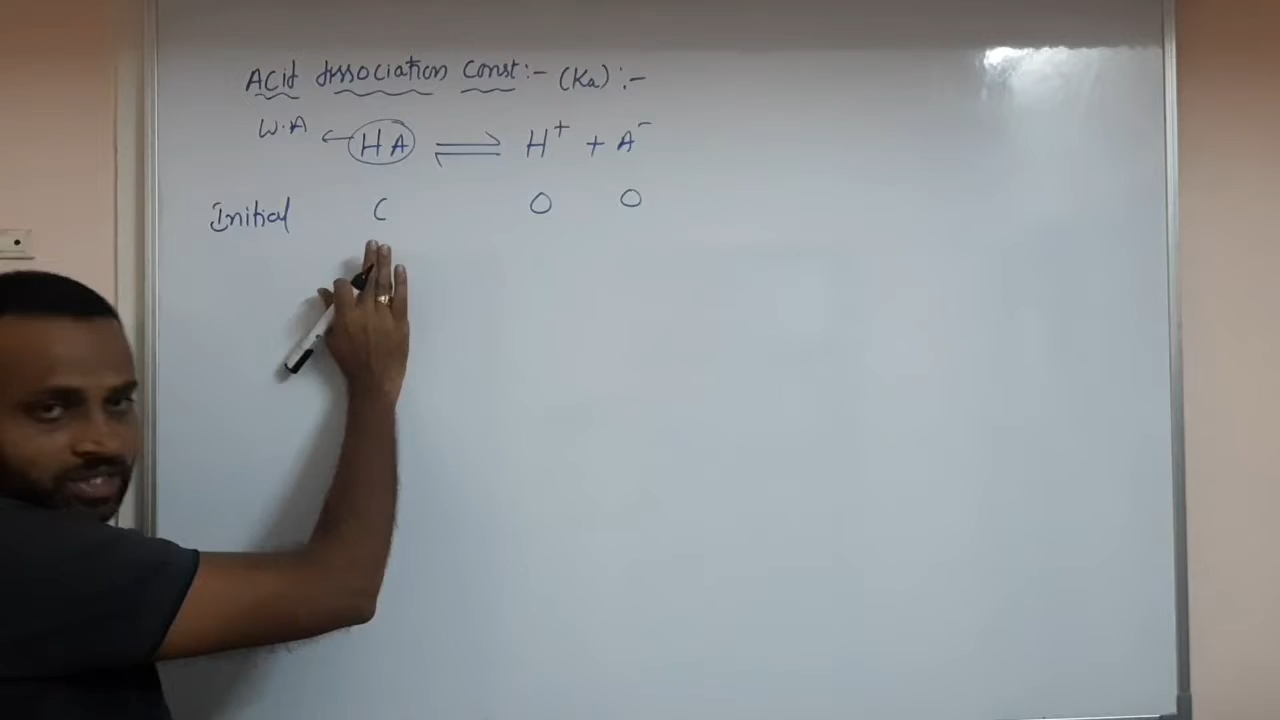 Acid dissociation Const :- (Ka) :-
W.A ← HA ⇌ H⁺ + A⁻
Initial C 0 0